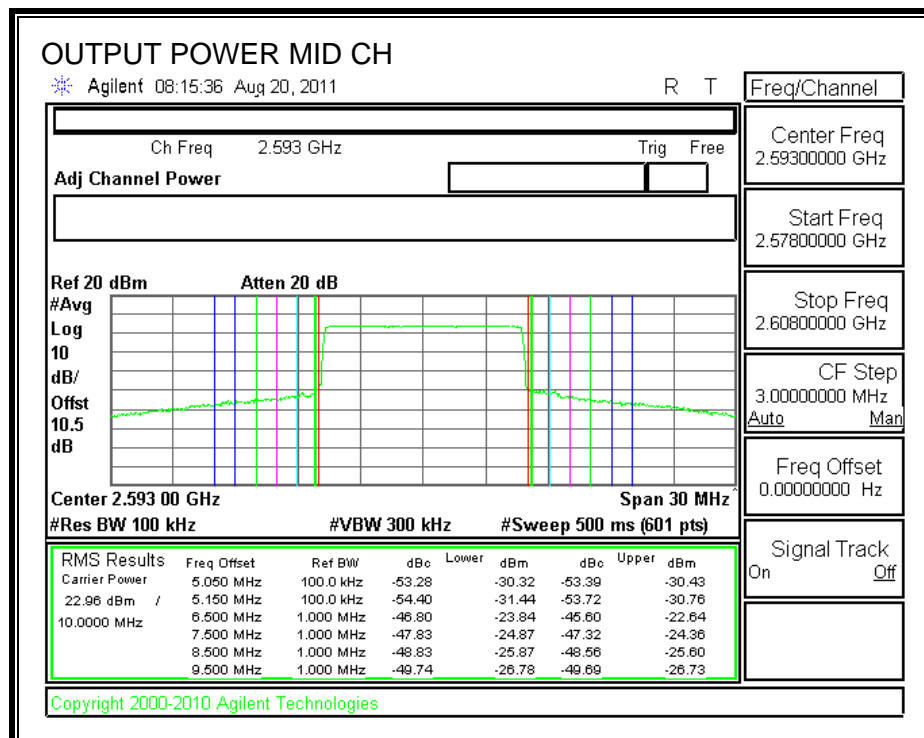 OUTPUT POWER MID CH
Agilent 08:15:36 Aug 20, 2011 R T
Ch Freq 2.593 GHz Trig Free
Adj Channel Power
Ref 20 dBm Atten 20 dB
#Avg
Log
10
dB/
Offst
10.5
dB
Center 2.593 00 GHz Span 30 MHz^
#Res BW 100 kHz #VBW 300 kHz #Sweep 500 ms (601 pts)
RMS Results Freq Offset Ref BW dBc Lower dBm dBc Upper dBm
Carrier Power 5.050 MHz 100.0 kHz -53.28 -30.32 -53.39 -30.43
22.96 dBm / 5.150 MHz 100.0 kHz -54.40 -31.44 -53.72 -30.76
10.0000 MHz 6.500 MHz 1.000 MHz -46.80 -23.84 -45.60 -22.64
7.500 MHz 1.000 MHz -47.83 -24.87 -47.32 -24.36
8.500 MHz 1.000 MHz -48.83 -25.87 -48.56 -25.60
9.500 MHz 1.000 MHz -49.74 -26.78 -49.69 -26.73
Copyright 2000-2010 Agilent Technologies
Freq/Channel
Center Freq
2.59300000 GHz
Start Freq
2.57800000 GHz
Stop Freq
2.60800000 GHz
CF Step
3.00000000 MHz
Auto Man
Freq Offset
0.00000000 Hz
Signal Track
On Off